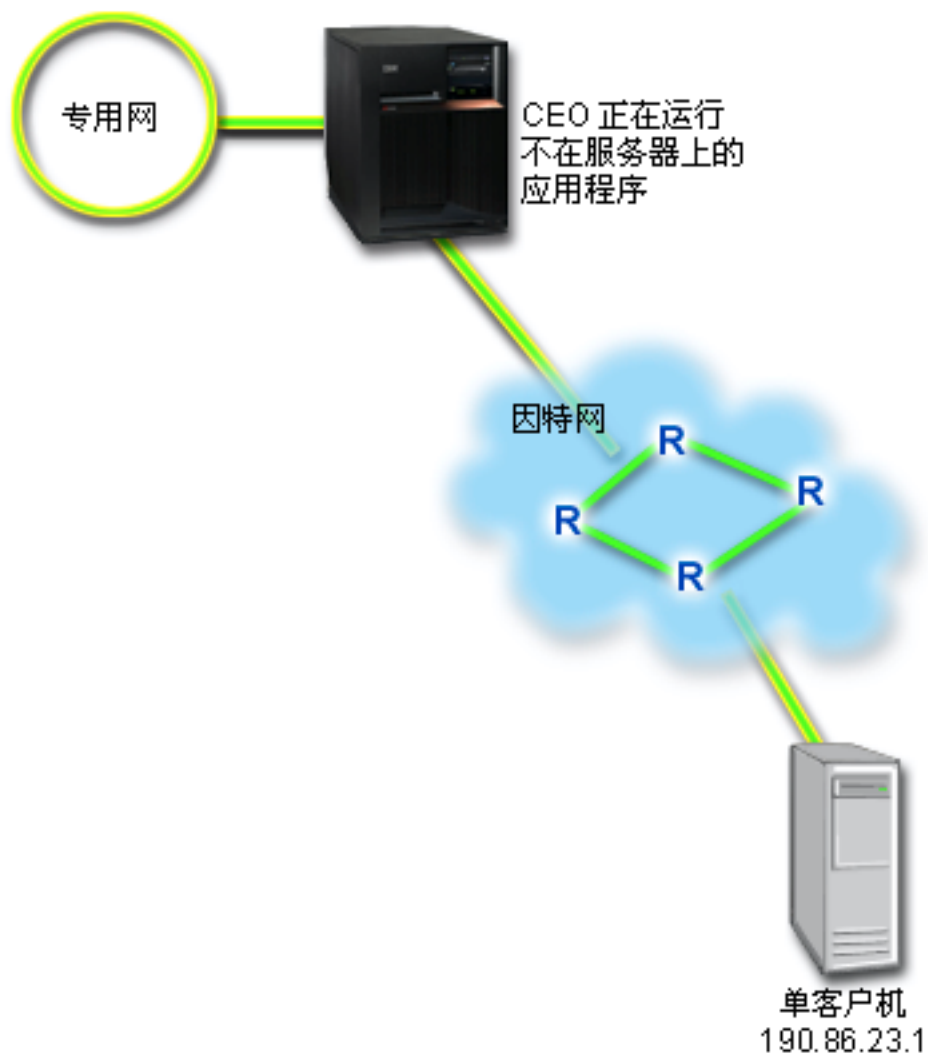 专用网
CEO 正在运行
不在服务器上的
应用程序
因特网
R
R
R
R
单客户机
190.86.23.1